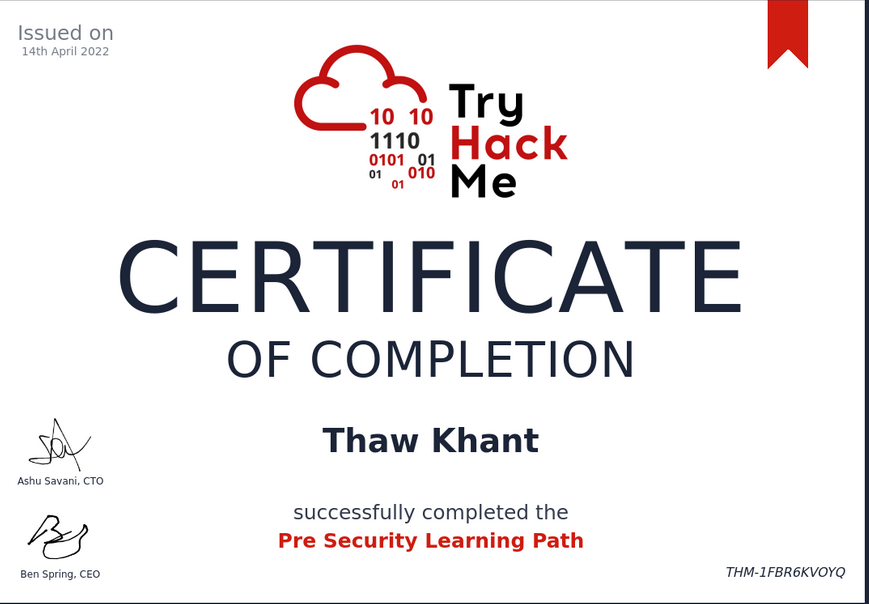 Issued on
14th April 2022
10 10
1110
0101 01
01 010
01
Try
Hack
Me
CERTIFICATE
OF COMPLETION
Thaw Khant
Ashu Savani, CTO
successfully completed the
Pre Security Learning Path
Ben Spring, CEO
THM-1FBR6KVOYQ